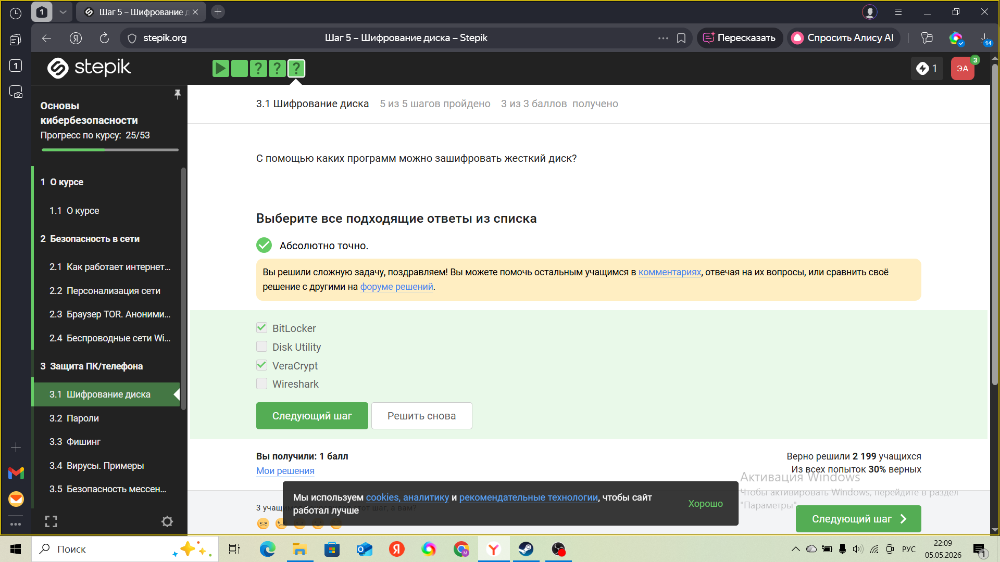 1
Шаг 5 – Шифрование д
stepik.org
Шаг 5 – Шифрование диска – Stepik
Пересказать
Спросить Алису AI
14
1
stepik
? ? ?
1
ЭА
3
Основы
кибербезопасности
Прогресс по курсу: 25/53
1 О курсе
1.1 О курсе
2 Безопасность в сети
2.1 Как работает интернет...
2.2 Персонализация сети
2.3 Браузер TOR. Аноними...
2.4 Беспроводные сети Wi...
3 Защита ПК/телефона
3.1 Шифрование диска
3.2 Пароли
3.3 Фишинг
3.4 Вирусы. Примеры
3.5 Безопасность мессен...
3.1 Шифрование диска 5 из 5 шагов пройдено 3 из 3 баллов получено
С помощью каких программ можно зашифровать жесткий диск?
Выберите все подходящие ответы из списка
Абсолютно точно.
Вы решили сложную задачу, поздравляем! Вы можете помочь остальным учащимся в комментариях, отвечая на их вопросы, или сравнить своё
решение с другими на форуме решений.
BitLocker
Disk Utility
VeraCrypt
Wireshark
Следующий шаг
Решить снова
Вы получили: 1 балл
Мои решения
Верно решили 2 199 учащихся
Из всех попыток 30% верных
Активация Windows
Чтобы активировать Windows, перейдите в раздел
"Параметры".
Мы используем cookies, аналитику и рекомендательные технологии, чтобы сайт
работал лучше
Хорошо
Следующий шаг
Поиск
РУС
22:09
05.05.2026
1